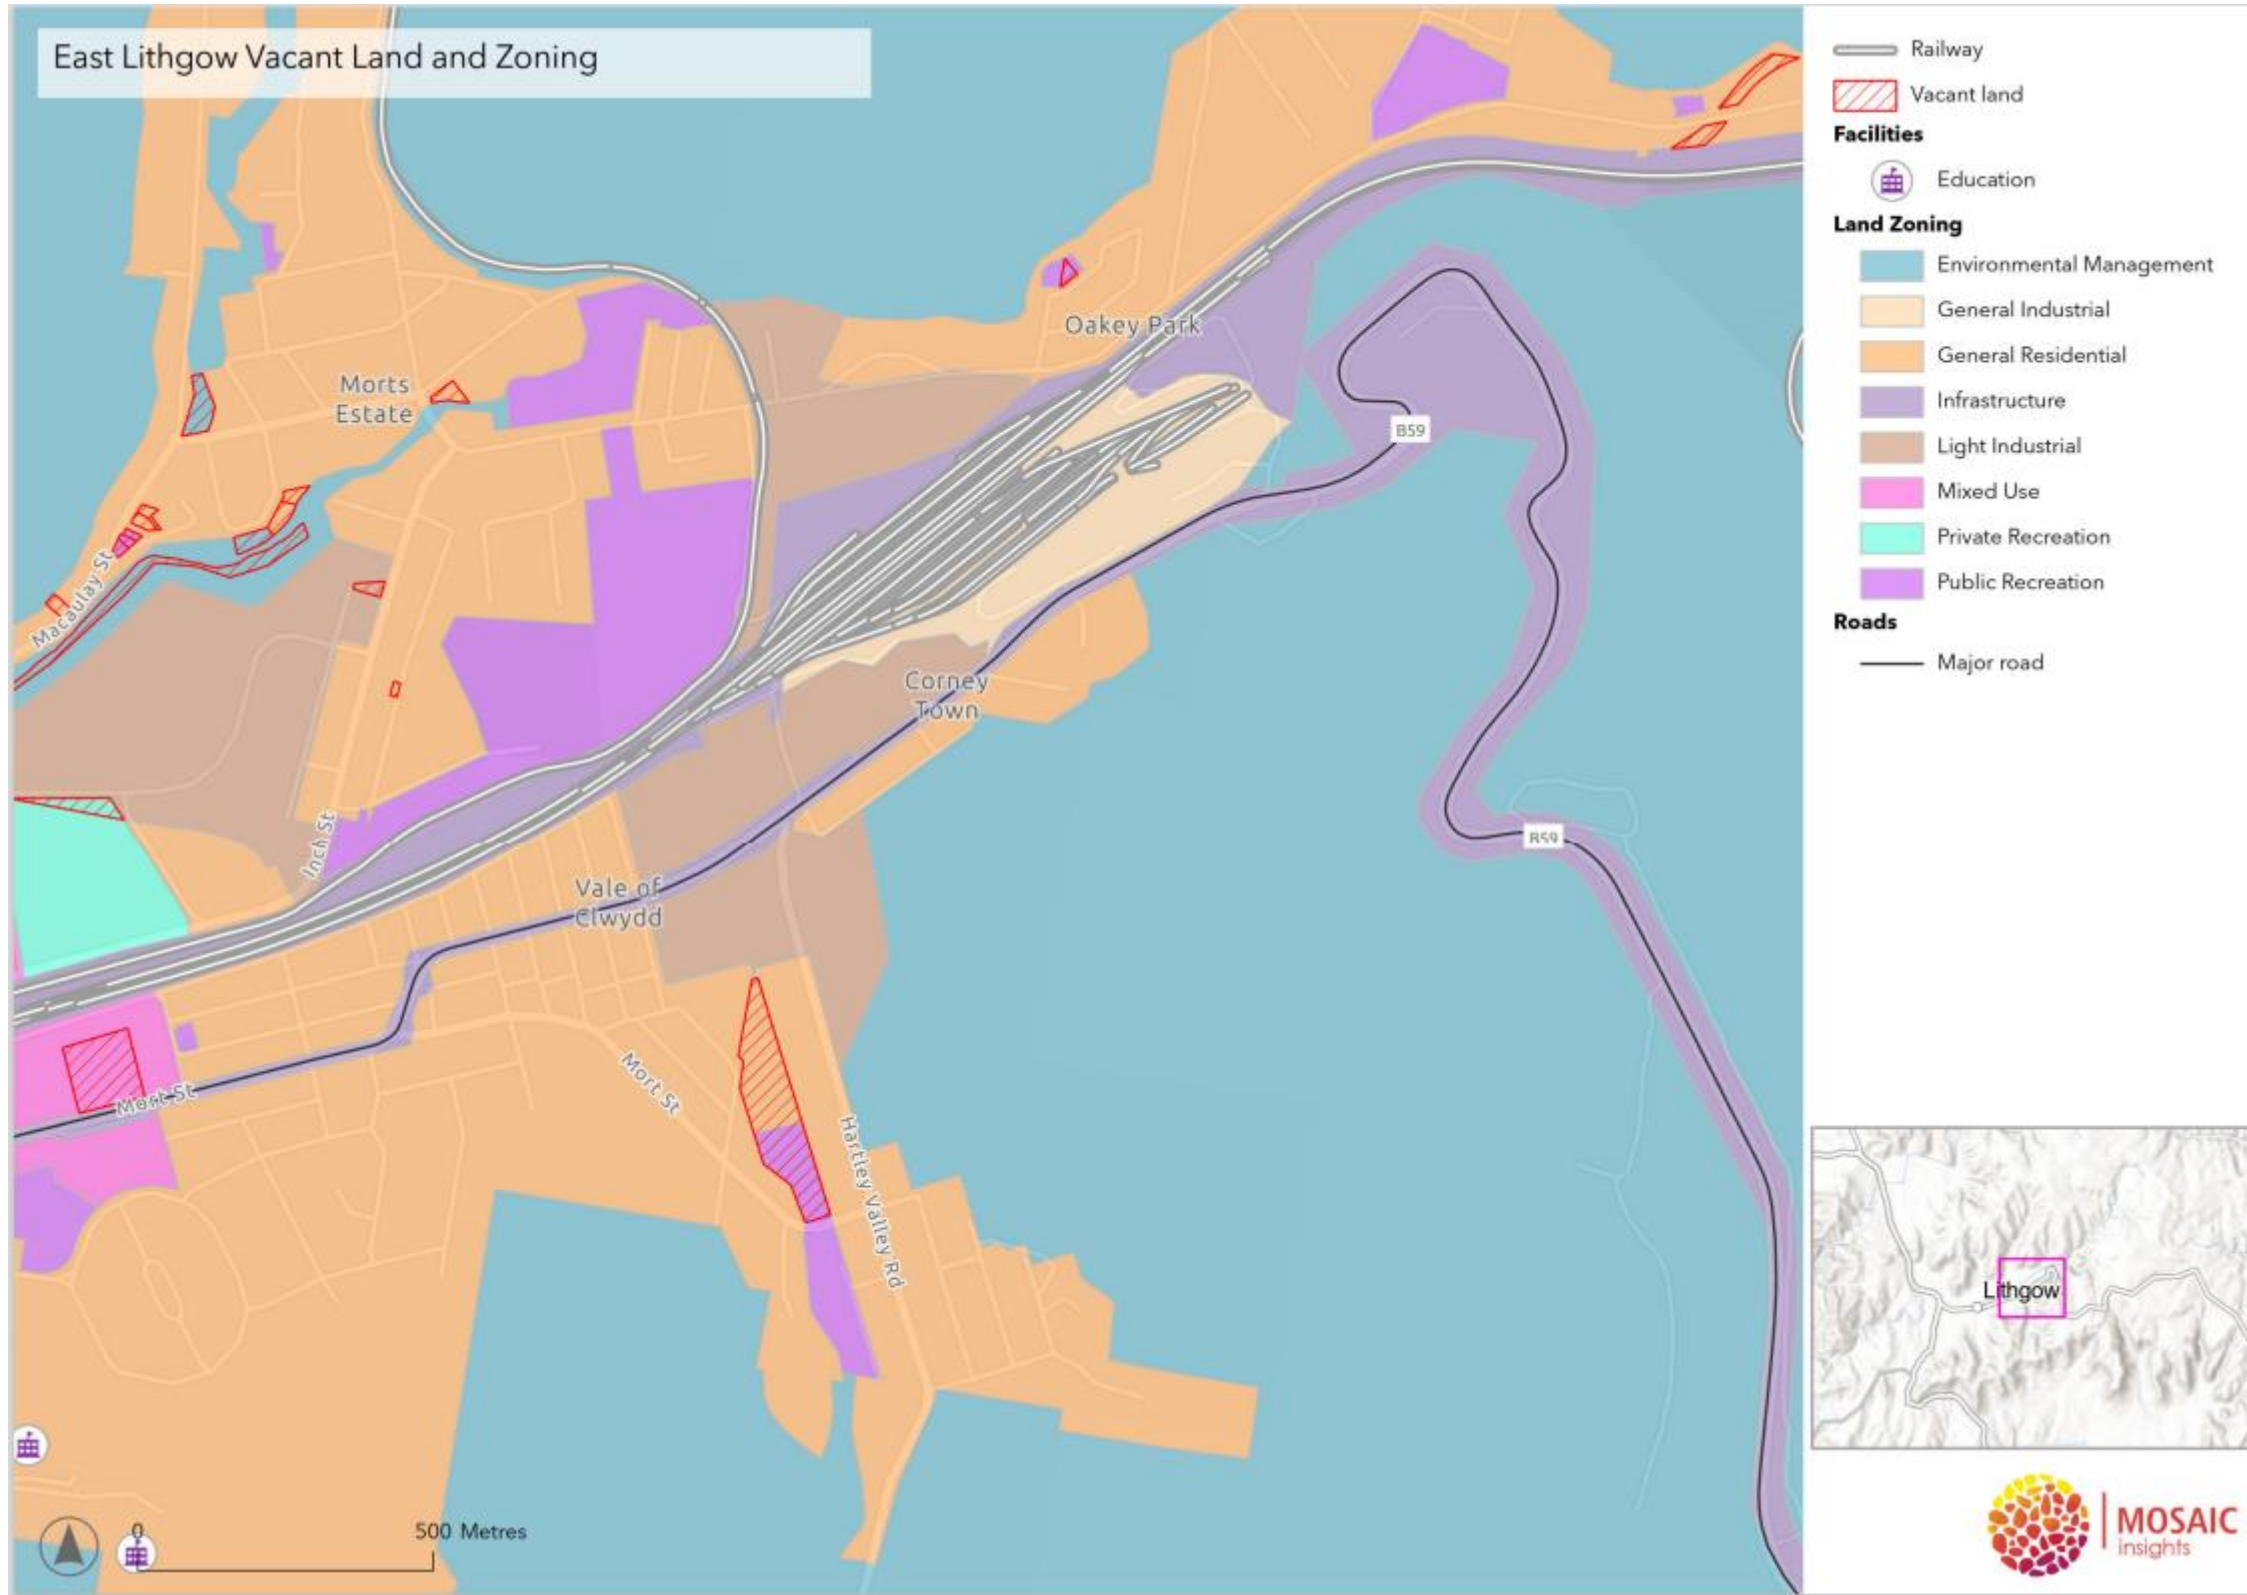 East Lithgow Vacant Land and Zoning
Railway
Vacant land
Facilities
Education
Land Zoning
Environmental Management
General Industrial
General Residential
Infrastructure
Light Industrial
Mixed Use
Private Recreation
Public Recreation
Roads
Major road
Oakey Park
Morts
Estate
B59
Macaulay St
Corney
Town
Inch St
B59
Vale of
Clwydd
Mort St
Mort St
Hartley Valley Rd
Lithgow
0
500 Metres
MOSAIC
insights